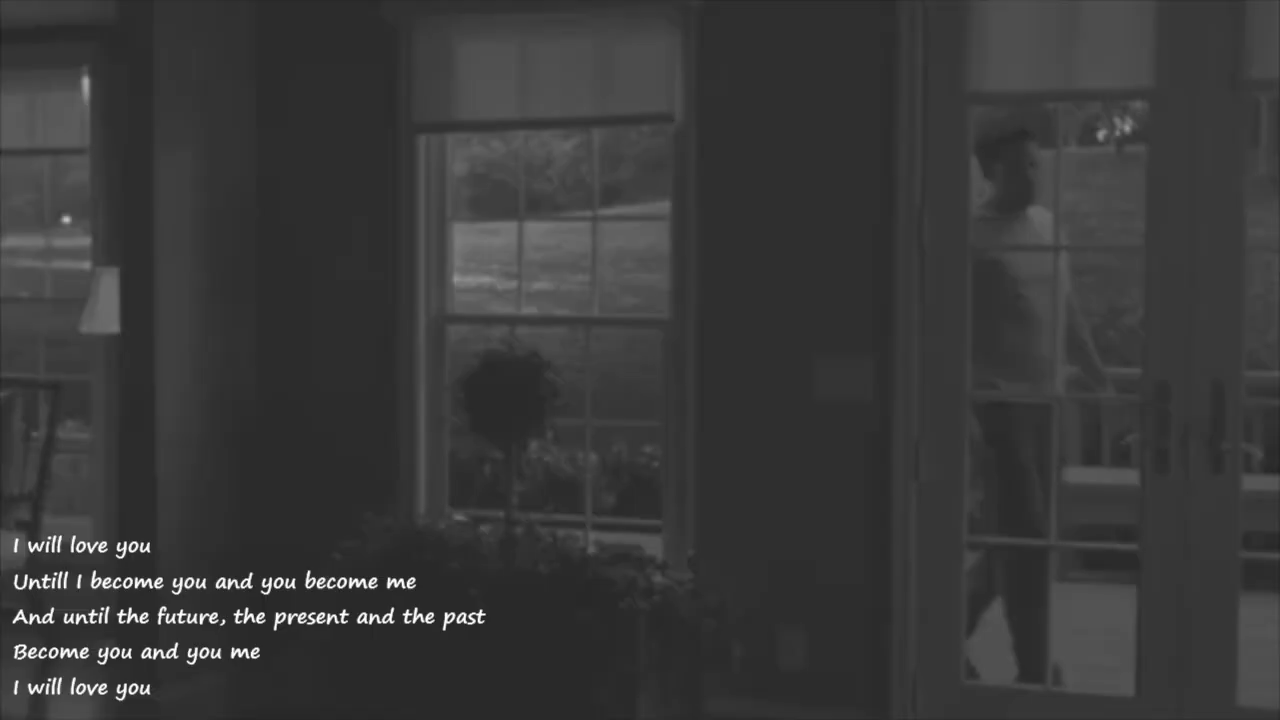 I will love you
Untill I become you and you become me
And until the future, the present and the past
Become you and you me
I will love you